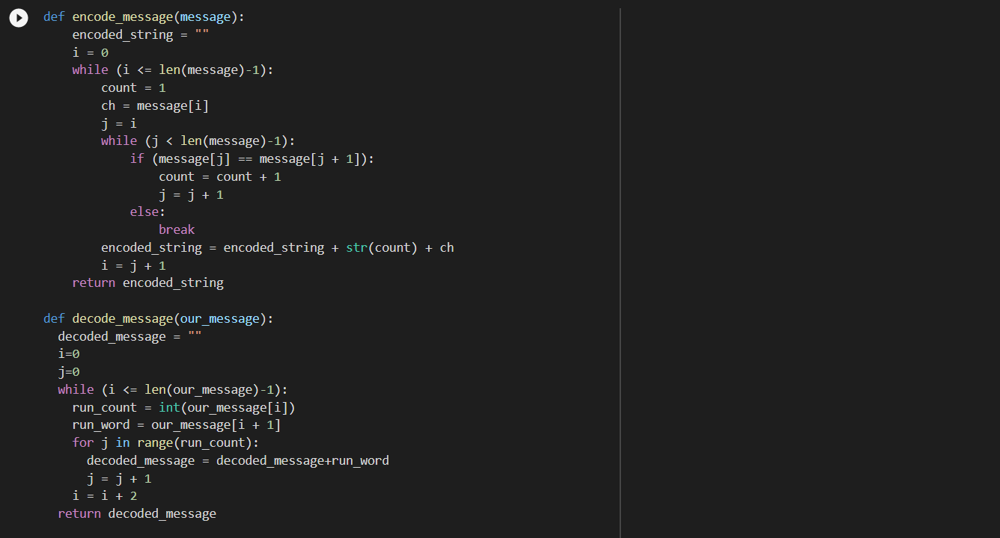 def encode_message(message):
    encoded_string = ""
    i = 0
    while (i <= len(message)-1):
        count = 1
        ch = message[i]
        j = i
        while (j < len(message)-1):
            if (message[j] == message[j + 1]):
                count = count + 1
                j = j + 1
            else:
                break
        encoded_string = encoded_string + str(count) + ch
        i = j + 1
    return encoded_string

def decode_message(our_message):
  decoded_message = ""
  i=0
  j=0
  while (i <= len(our_message)-1):
    run_count = int(our_message[i])
    run_word = our_message[i + 1]
    for j in range(run_count):
      decoded_message = decoded_message+run_word
      j = j + 1
    i = i + 2
  return decoded_message